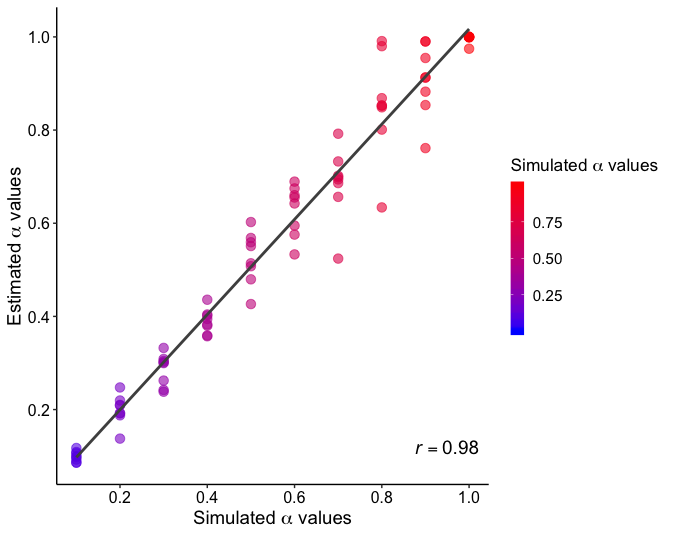 1.0
0.8
0.6
0.4
0.2
Estimated α values
0.2 0.4 0.6 0.8 1.0
Simulated α values
r = 0.98
Simulated α values
0.75
0.50
0.25